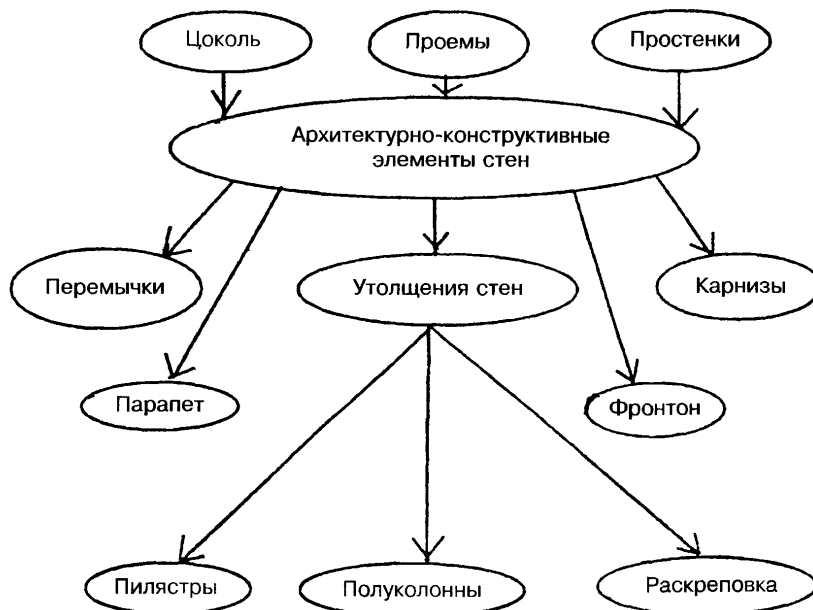 Цоколь
Проемы
Простенки
Архитектурно-конструктивные
элементы стен
Перемычки
Утолщения стен
Карнизы
Парапет
Фронтон
Пилястры
Полуколонны
Раскреповка